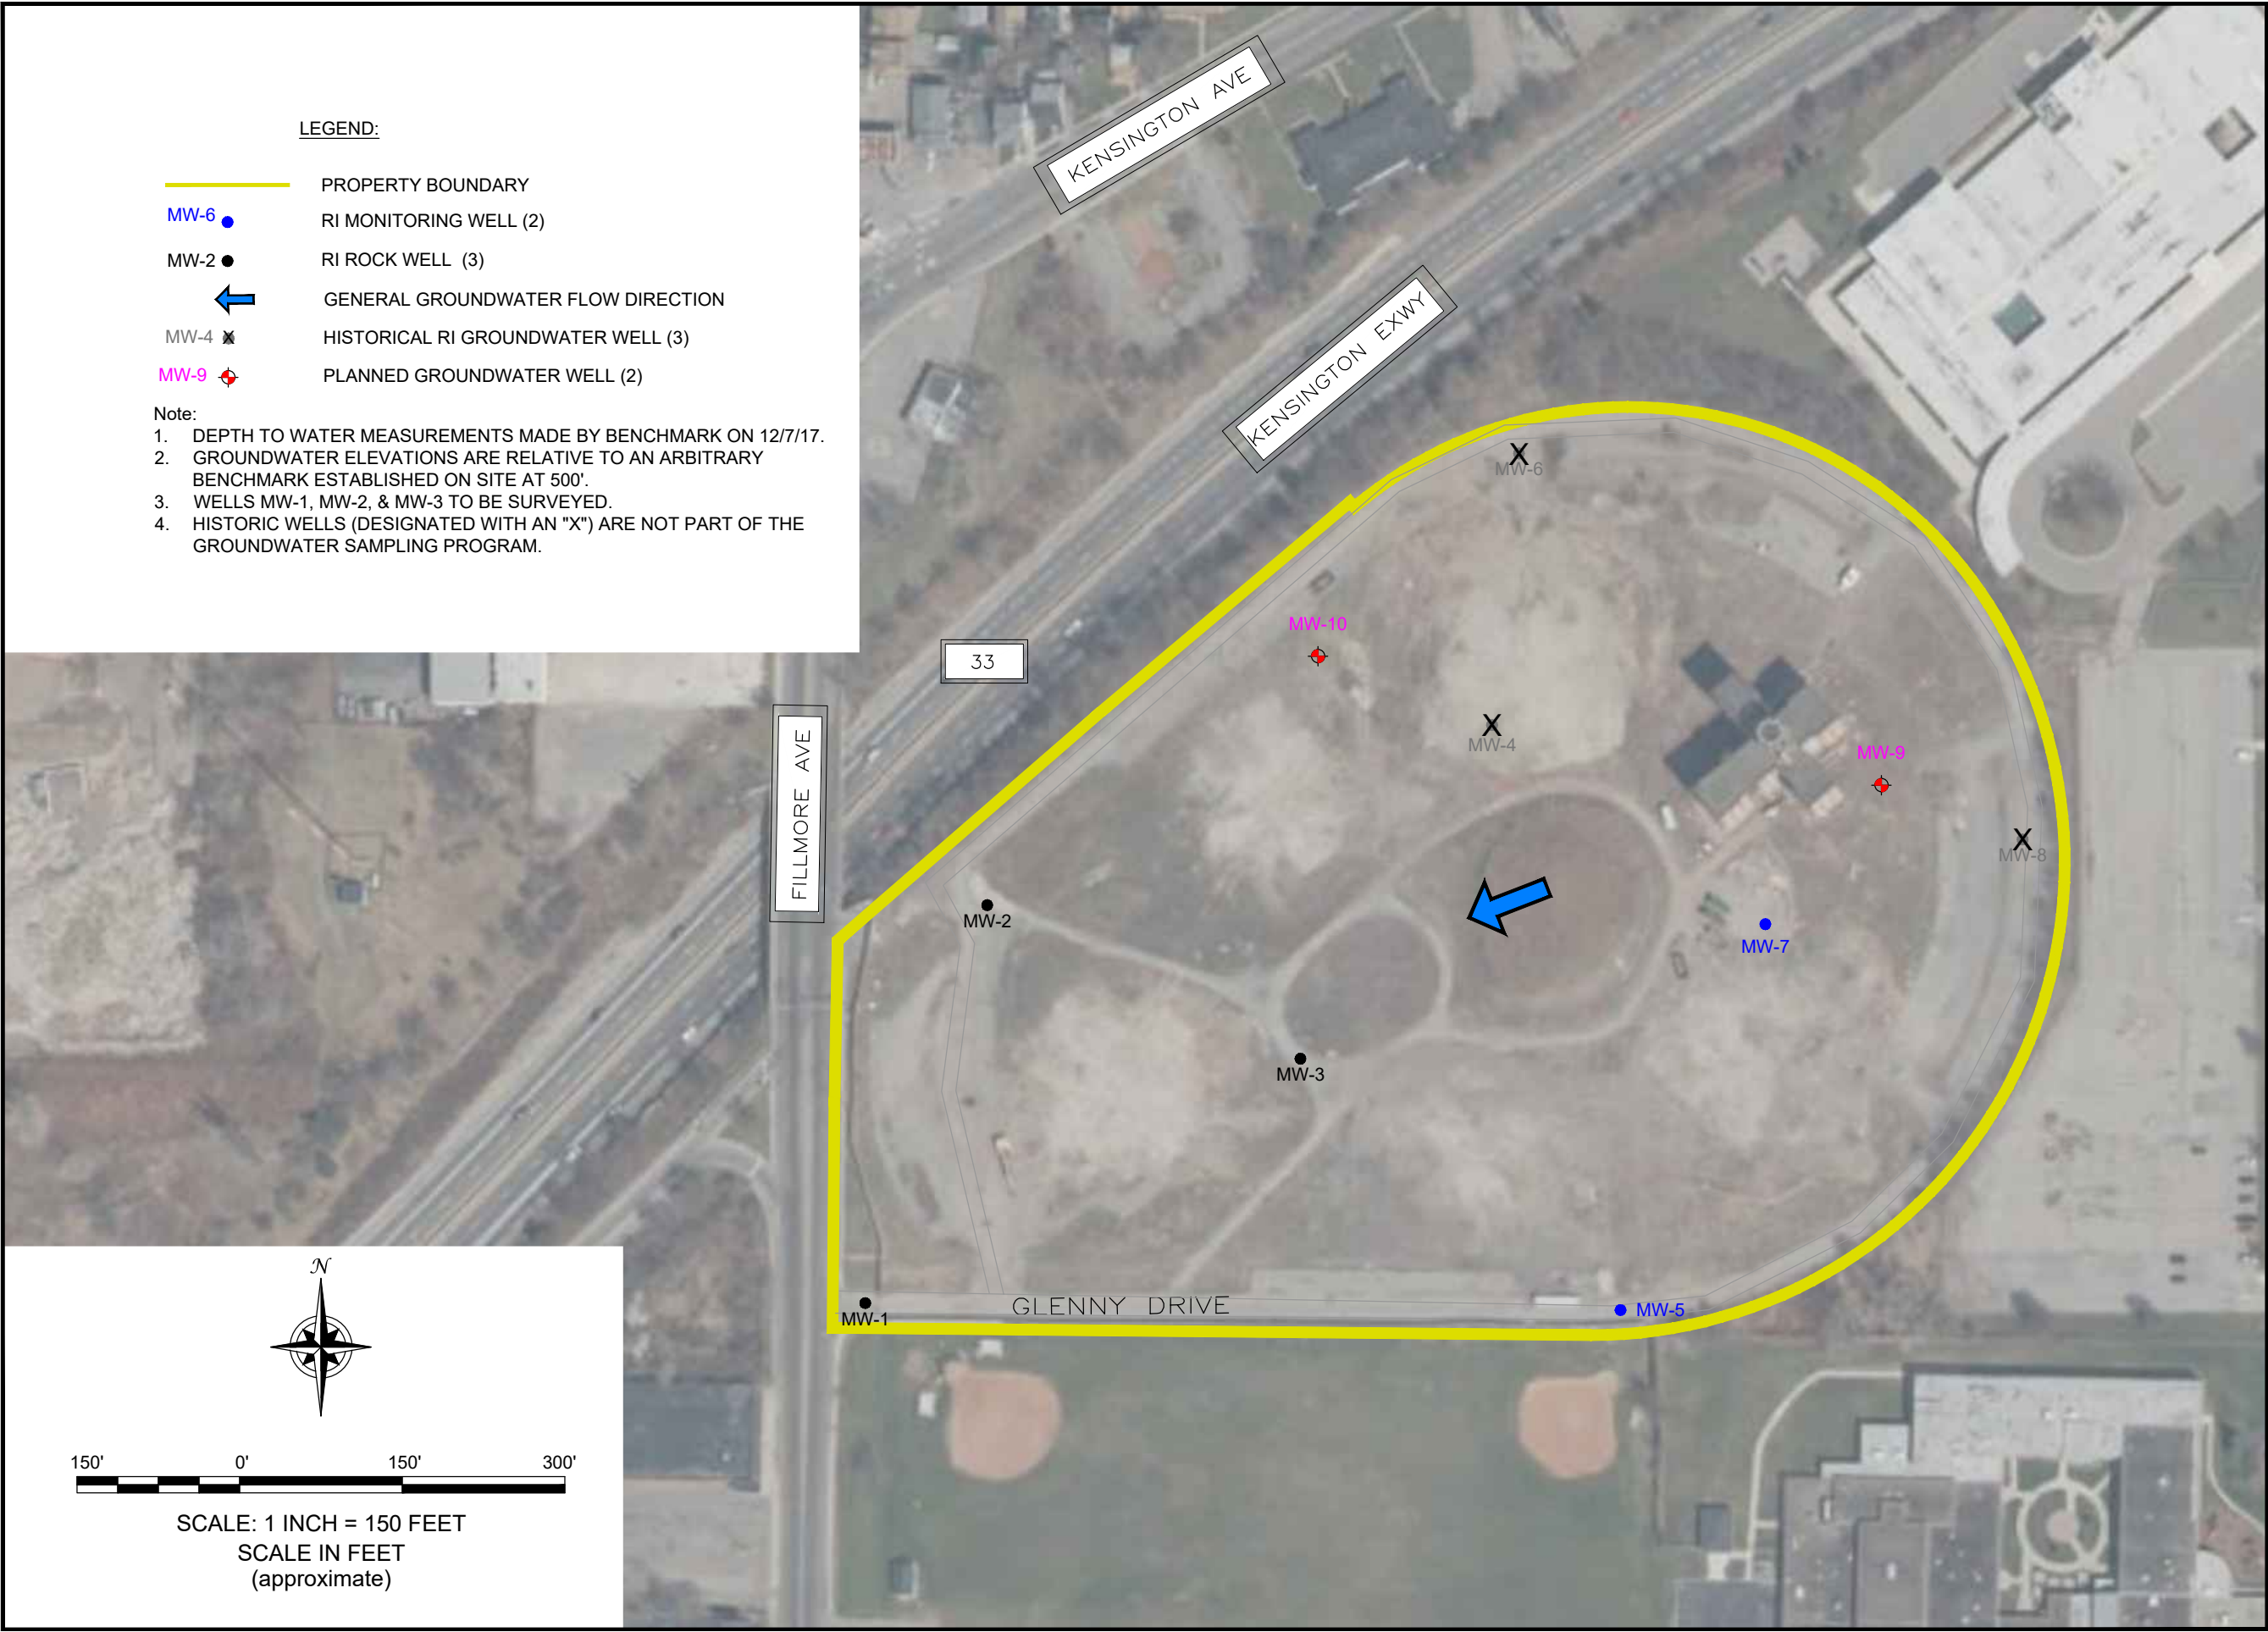 LEGEND:
PROPERTY BOUNDARY
MW-6 RI MONITORING WELL (2)
MW-2 RI ROCK WELL (3)
GENERAL GROUNDWATER FLOW DIRECTION
MW-4 HISTORICAL RI GROUNDWATER WELL (3)
MW-9 PLANNED GROUNDWATER WELL (2)
Note:
1. DEPTH TO WATER MEASUREMENTS MADE BY BENCHMARK ON 12/7/17.
2. GROUNDWATER ELEVATIONS ARE RELATIVE TO AN ARBITRARY
BENCHMARK ESTABLISHED ON SITE AT 500'.
3. WELLS MW-1, MW-2, & MW-3 TO BE SURVEYED.
4. HISTORIC WELLS (DESIGNATED WITH AN "X") ARE NOT PART OF THE
GROUNDWATER SAMPLING PROGRAM.
KENSINGTON AVE
KENSINGTON EXWY
33
FILLMORE AVE
X
MW-6
MW-10
X
MW-4
MW-9
X
MW-8
MW-2
MW-7
MW-3
MW-1
GLENNY DRIVE
MW-5
N
150' 0' 150' 300'
SCALE: 1 INCH = 150 FEET
SCALE IN FEET
(approximate)